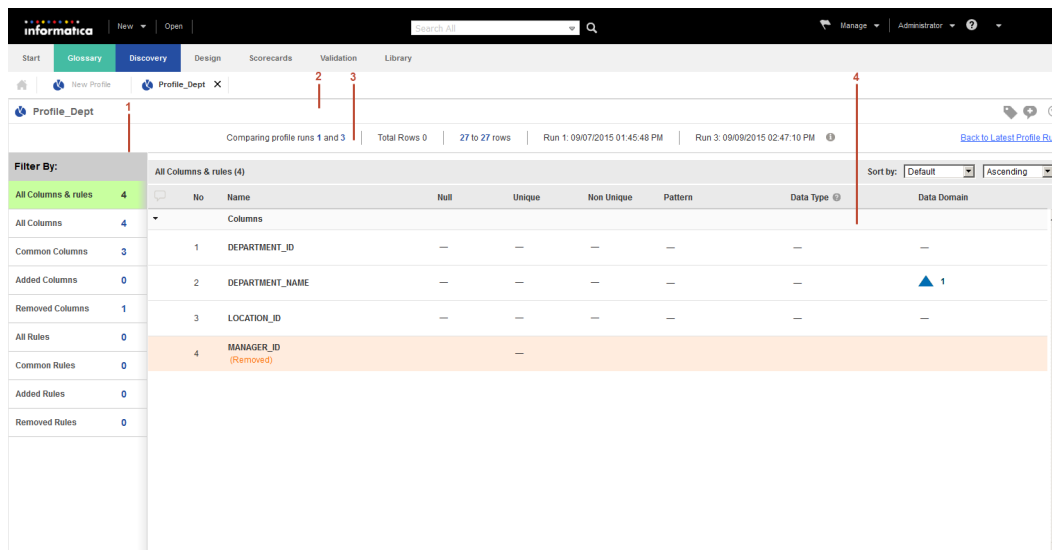 informatica New Open Search All Manage Administrator ?
Start Glossary Discovery Design Scorecards Validation Library
New Profile Profile_Dept X
1 2 3 4
Profile_Dept
Comparing profile runs 1 and 3 Total Rows 0 27 to 27 rows Run 1: 09/07/2015 01:45:48 PM Run 3: 09/09/2015 02:47:10 PM Back to Latest Profile Ru
Filter By:
All Columns & rules 4
All Columns 4
Common Columns 3
Added Columns 0
Removed Columns 1
All Rules 0
Common Rules 0
Added Rules 0
Removed Rules 0
All Columns & rules (4) Sort by: Default Ascending
No Name Null Unique Non Unique Pattern Data Type Data Domain
Columns
1 DEPARTMENT_ID — — — — — —
2 DEPARTMENT_NAME — — — — — 1
3 LOCATION_ID — — — — — —
4 MANAGER_ID —
(Removed)